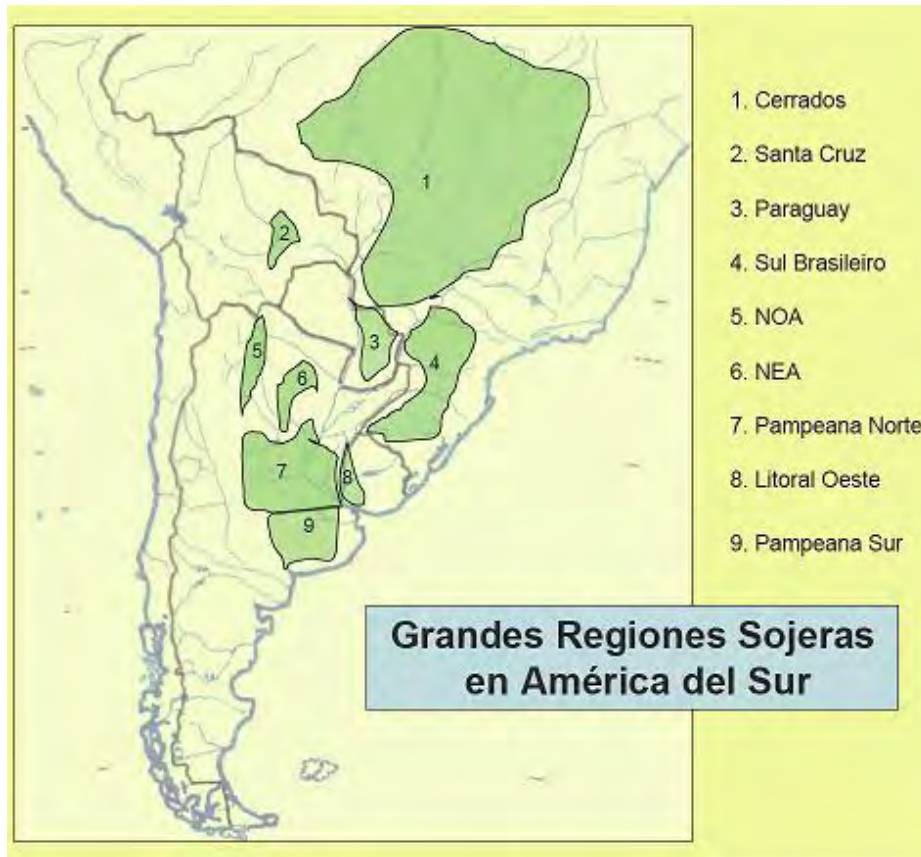 1. Cerrados
2. Santa Cruz
3. Paraguay
4. Sul Brasileiro
5. NOA
6. NEA
7. Pampeana Norte
8. Litoral Oeste
9. Pampeana Sur
1
2
3
4
5
6
7
8
9
Grandes Regiones Sojeras
en América del Sur